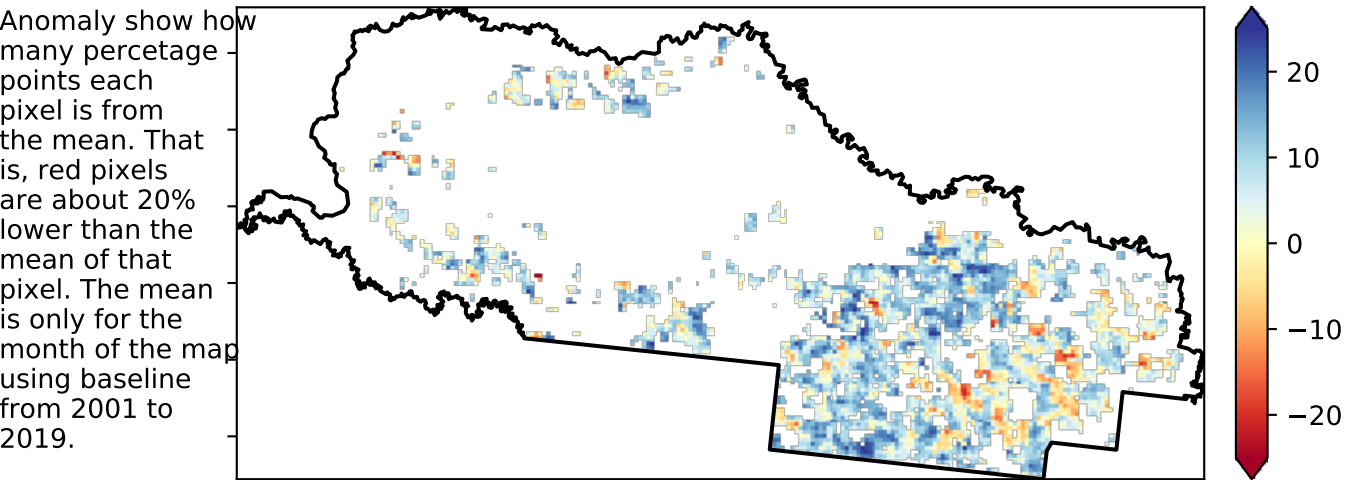 Anomaly show how
many percetage
points each
pixel is from
the mean. That
is, red pixels
are about 20%
lower than the
mean of that
pixel. The mean
is only for the
month of the map
using baseline
from 2001 to
2019.
20
10
0
−10
−20